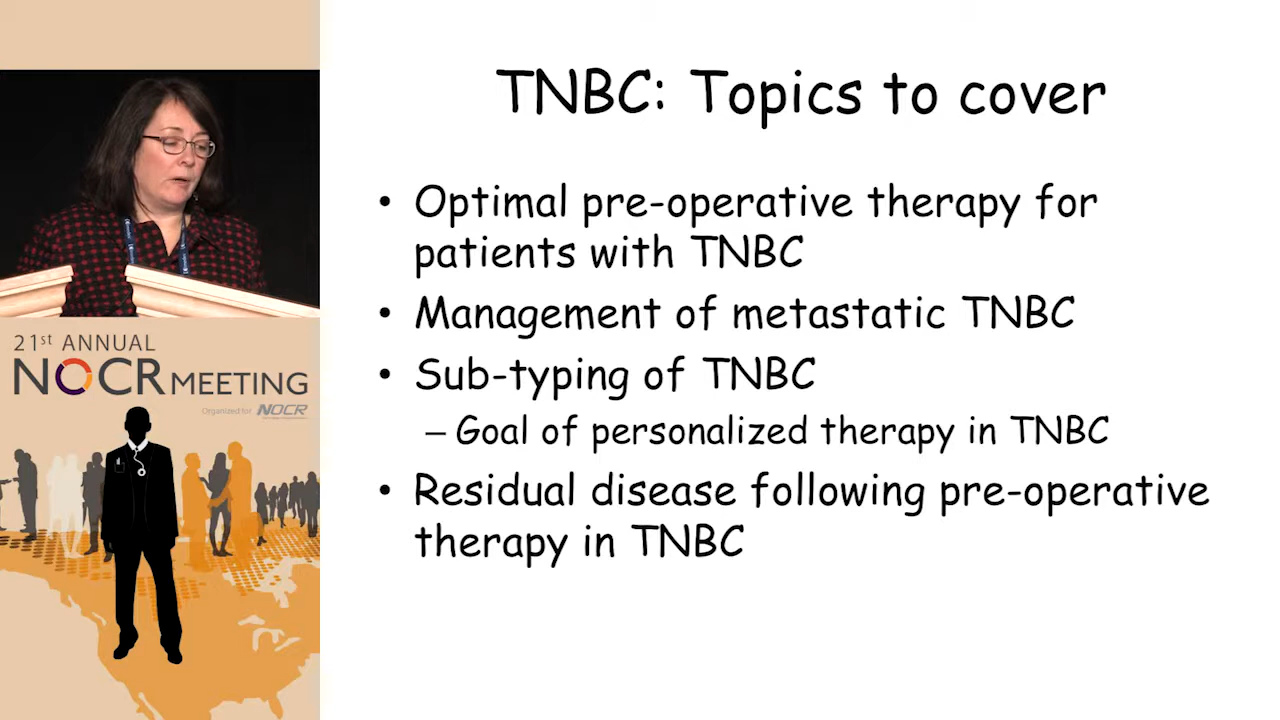 TNBC: Topics to cover
• Optimal pre-operative therapy for
patients with TNBC
• Management of metastatic TNBC
• Sub-typing of TNBC
– Goal of personalized therapy in TNBC
• Residual disease following pre-operative
therapy in TNBC
21st ANNUAL
NOCR MEETING
Organized for NOCR